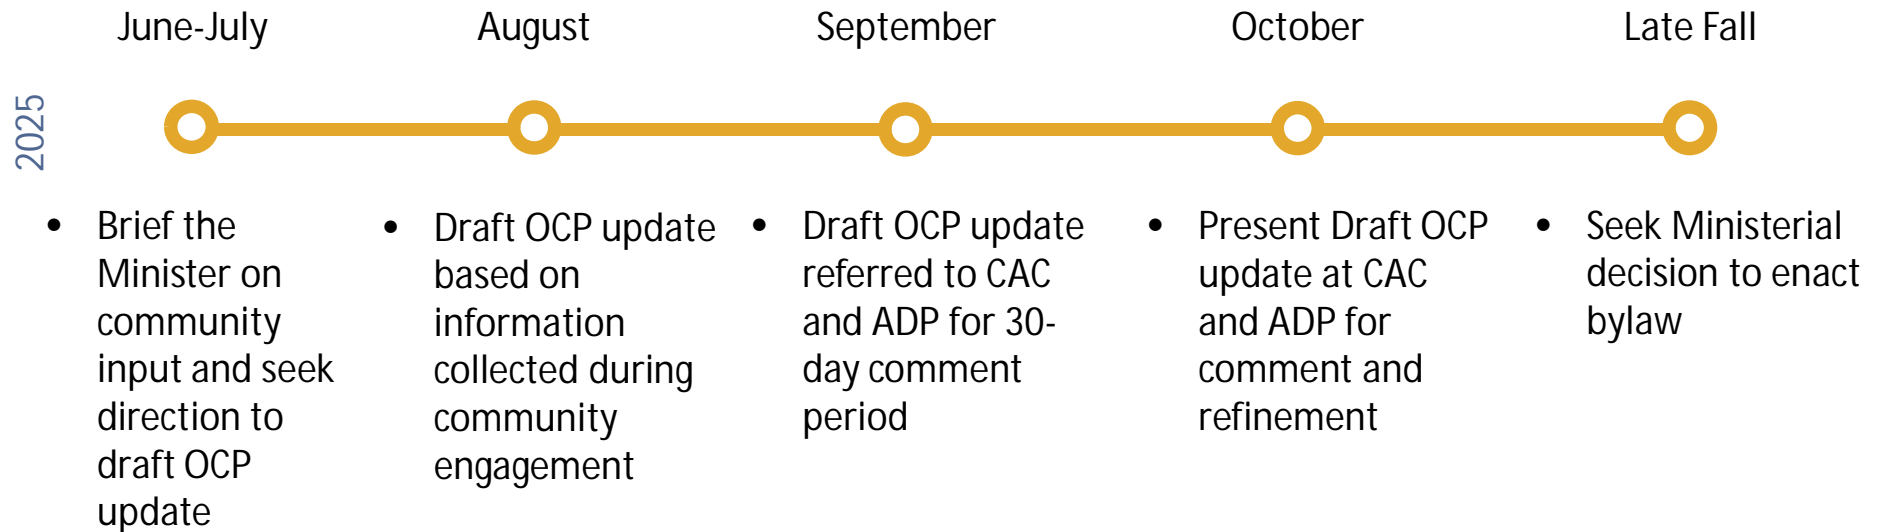 June-July
August
September
October
Late Fall
2025
• Brief the
Minister on
community
input and seek
direction to
draft OCP
update
• Draft OCP update
based on
information
collected during
community
engagement
• Draft OCP update
referred to CAC
and ADP for 30-
day comment
period
• Present Draft OCP
update at CAC
and ADP for
comment and
refinement
• Seek Ministerial
decision to enact
bylaw